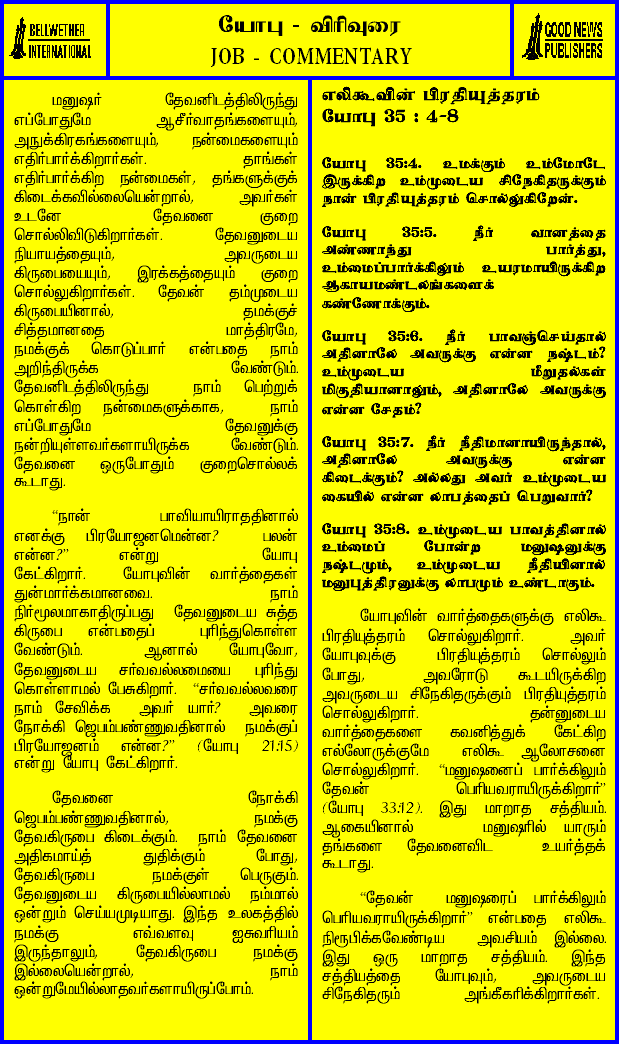 BELLWETHER
INTERNATIONAL
யோபு - விரிவுரை
JOB - COMMENTARY
GOOD NEWS
PUBLISHERS
மனுஷர் தேவனிடத்திலிருந்து
எப்போதுமே ஆசீர்வாதங்களையும்,
அநுக்கிரகங்களையும், நன்மைகளையும்
எதிர்பார்க்கிறார்கள். தாங்கள்
எதிர்பார்க்கிற நன்மைகள், தங்களுக்குக்
கிடைக்கவில்லையென்றால், அவர்கள்
உடனே தேவனை குறை
சொல்லிவிடுகிறார்கள். தேவனுடைய
நியாயத்தையும், அவருடைய
கிருபையையும், இரக்கத்தையும் குறை
சொல்லுகிறார்கள். தேவன் தம்முடைய
கிருபையினால், தமக்குச்
சித்தமானதை மாத்திரமே,
நமக்குக் கொடுப்பார் என்பதை நாம்
அறிந்திருக்க வேண்டும்.
தேவனிடத்திலிருந்து நாம் பெற்றுக்
கொள்கிற நன்மைகளுக்காக, நாம்
எப்போதுமே தேவனுக்கு
நன்றியுள்ளவர்களாயிருக்க வேண்டும்.
தேவனை ஒருபோதும் குறைசொல்லக்
கூடாது.
“நான் பாவியாயிராததினால்
எனக்கு பிரயோஜனமென்ன? பலன்
என்ன?” என்று யோபு
கேட்கிறார். யோபுவின் வார்த்தைகள்
துன்மார்க்கமானவை. நாம்
நிர்மூலமாகாதிருப்பது தேவனுடைய சுத்த
கிருபை என்பதைப் புரிந்துகொள்ள
வேண்டும். ஆனால் யோபுவோ,
தேவனுடைய சர்வவல்லமையை புரிந்து
கொள்ளாமல் பேசுகிறார். “சர்வவல்லவரை
நாம் சேவிக்க அவர் யார்? அவரை
நோக்கி ஜெபம்பண்ணுவதினால் நமக்குப்
பிரயோஜனம் என்ன?” (யோபு 21:15)
என்று யோபு கேட்கிறார்.
தேவனை நோக்கி
ஜெபம்பண்ணுவதினால், நமக்கு
தேவகிருபை கிடைக்கும். நாம் தேவனை
அதிகமாய்த் துதிக்கும் போது,
தேவகிருபை நமக்குள் பெருகும்.
தேவனுடைய கிருபையில்லாமல் நம்மால்
ஒன்றும் செய்யமுடியாது. இந்த உலகத்தில்
நமக்கு எவ்வளவு ஐசுவரியம்
இருந்தாலும், தேவகிருபை நமக்கு
இல்லையென்றால், நாம்
ஒன்றுமேயில்லாதவர்களாயிருப்போம்.
எலிகூவின் பிரதியுத்தரம்
யோபு 35 : 4-8
யோபு 35:4. உமக்கும் உம்மோடே
இருக்கிற உம்முடைய சிநேகிதருக்கும்
நான் பிரதியுத்தரம் சொல்லுகிறேன்.
யோபு 35:5. நீர் வானத்தை
அண்ணாந்து பார்த்து,
உம்மைப்பார்க்கிலும் உயரமாயிருக்கிற
ஆகாயமண்டலங்களைக்
கண்ணோக்கும்.
யோபு 35:6. நீர் பாவஞ்செய்தால்
அதினாலே அவருக்கு என்ன நஷ்டம்?
உம்முடைய மீறுதல்கள்
மிகுதியானாலும், அதினாலே அவருக்கு
என்ன சேதம்?
யோபு 35:7. நீர் நீதிமானாயிருந்தால்,
அதினாலே அவருக்கு என்ன
கிடைக்கும்? அல்லது அவர் உம்முடைய
கையில் என்ன லாபத்தைப் பெறுவார்?
யோபு 35:8. உம்முடைய பாவத்தினால்
உம்மைப் போன்ற மனுஷனுக்கு
நஷ்டமும், உம்முடைய நீதியினால்
மனுபுத்திரனுக்கு லாபமும் உண்டாகும்.
யோபுவின் வார்த்தைகளுக்கு எலிகூ
பிரதியுத்தரம் சொல்லுகிறார். அவர்
யோபுவுக்கு பிரதியுத்தரம் சொல்லும்
போது, அவரோடு கூடயிருக்கிற
அவருடைய சிநேகிதருக்கும் பிரதியுத்தரம்
சொல்லுகிறார். தன்னுடைய
வார்த்தைகளை கவனித்துக் கேட்கிற
எல்லோருக்குமே எலிகூ ஆலோசனை
சொல்லுகிறார். “மனுஷனைப் பார்க்கிலும்
தேவன் பெரியவராயிருக்கிறார்”
(யோபு 33:12). இது மாறாத சத்தியம்.
ஆகையினால் மனுஷரில் யாரும்
தங்களை தேவனைவிட உயர்த்தக்
கூடாது.
“தேவன் மனுஷரைப் பார்க்கிலும்
பெரியவராயிருக்கிறார்” என்பதை எலிகூ
நிரூபிக்கவேண்டிய அவசியம் இல்லை.
இது ஒரு மாறாத சத்தியம். இந்த
சத்தியத்தை யோபுவும், அவருடைய
சிநேகிதரும் அங்கீகரிக்கிறார்கள்.